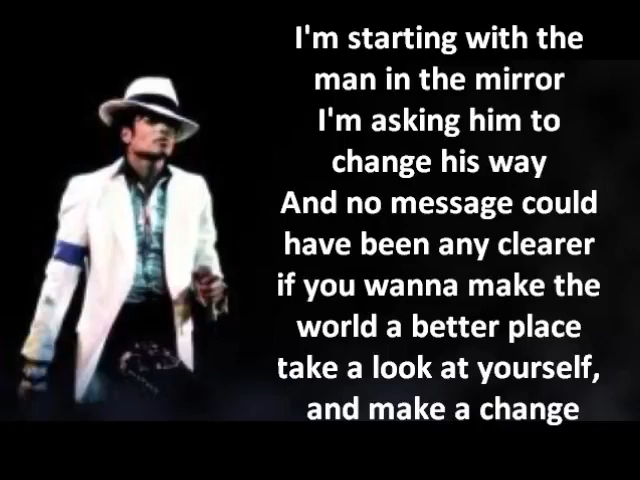 I'm starting with the
man in the mirror
I'm asking him to
change his way
And no message could
have been any clearer
if you wanna make the
world a better place
take a look at yourself,
and make a change